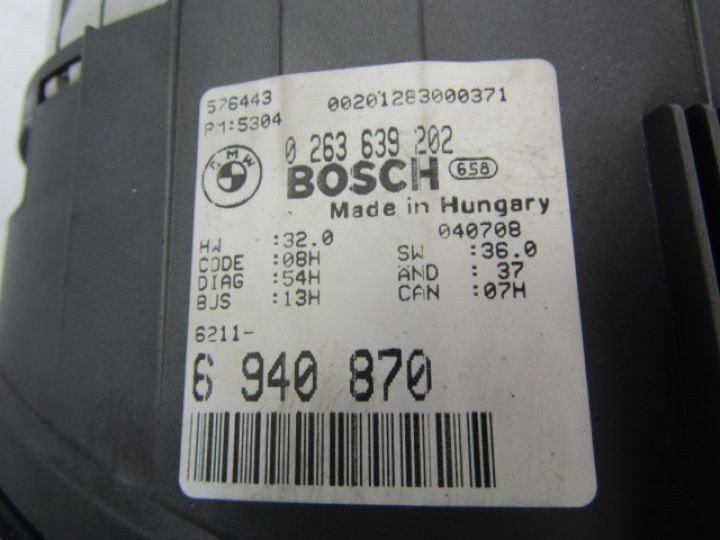 576443 00201283000371
PM:5304
0 263 639 202
BMW
BOSCH 658
Made in Hungary
040708
HW :32.0 SW :36.0
CODE :08H AND : 37
DIAG :54H CAN :07H
BUS :13H
6211-
6 940 870